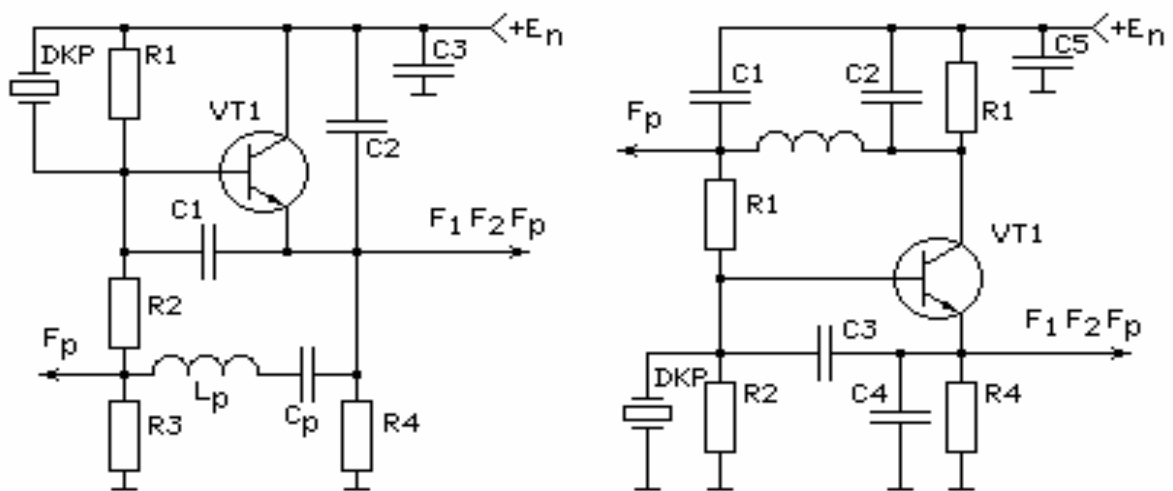 DKP
R1
C3
+En
VT1
C2
C1
F1 F2 Fp
R2
Fp
Lp
Cp
R3
R4
+En
C1
C2
C5
R1
Fp
R1
VT1
C3
F1 F2 Fp
DKP
R2
C4
R4